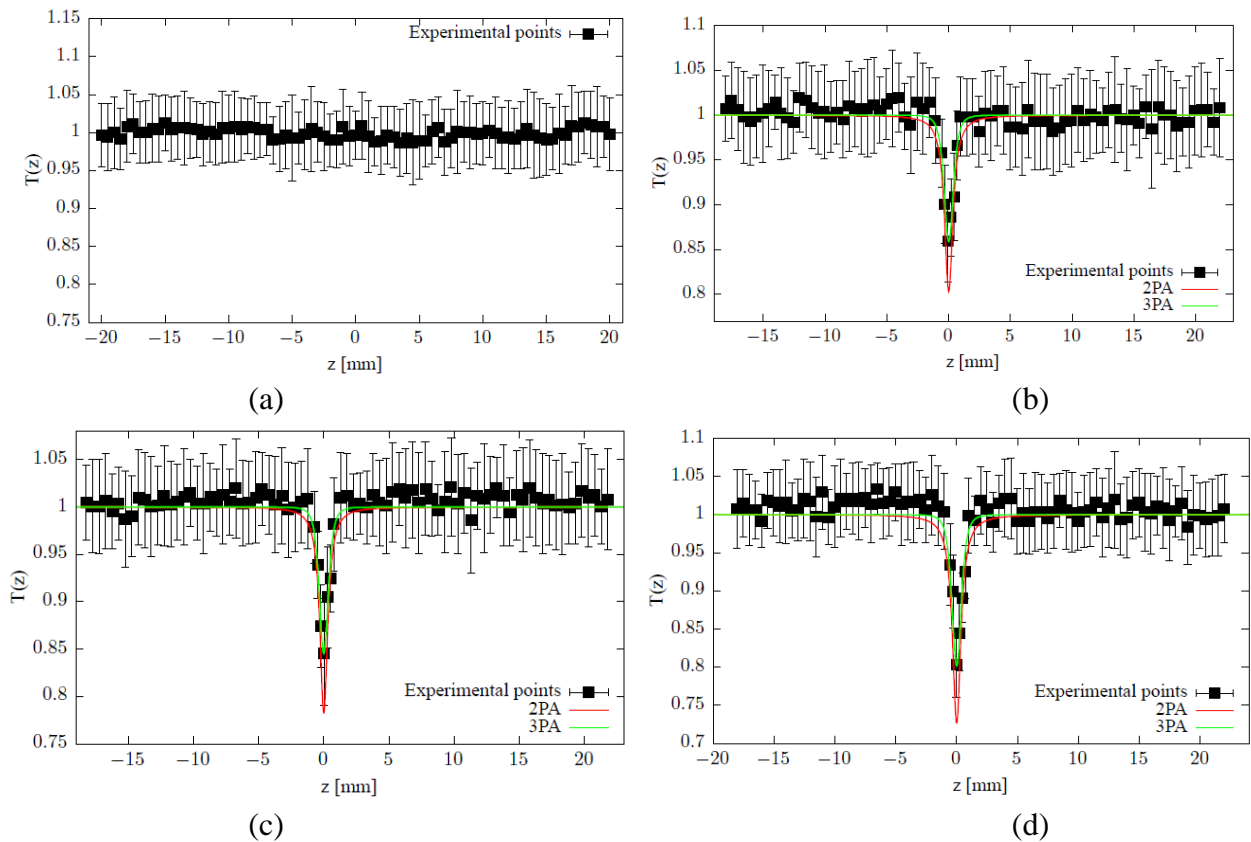 1.15
1.1
1.05
1
0.95
0.9
0.85
0.8
0.75
T(z)
Experimental points
−20 −15 −10 −5 0 5 10 15 20
z [mm]
(a)
1.1
1.05
1
0.95
0.9
0.85
0.8
T(z)
Experimental points
2PA
3PA
−15 −10 −5 0 5 10 15 20
z [mm]
(b)
1.05
1
0.95
0.9
0.85
0.8
0.75
T(z)
Experimental points
2PA
3PA
−15 −10 −5 0 5 10 15 20
z [mm]
(c)
1.1
1.05
1
0.95
0.9
0.85
0.8
0.75
0.7
T(z)
Experimental points
2PA
3PA
−20 −15 −10 −5 0 5 10 15 20
z [mm]
(d)